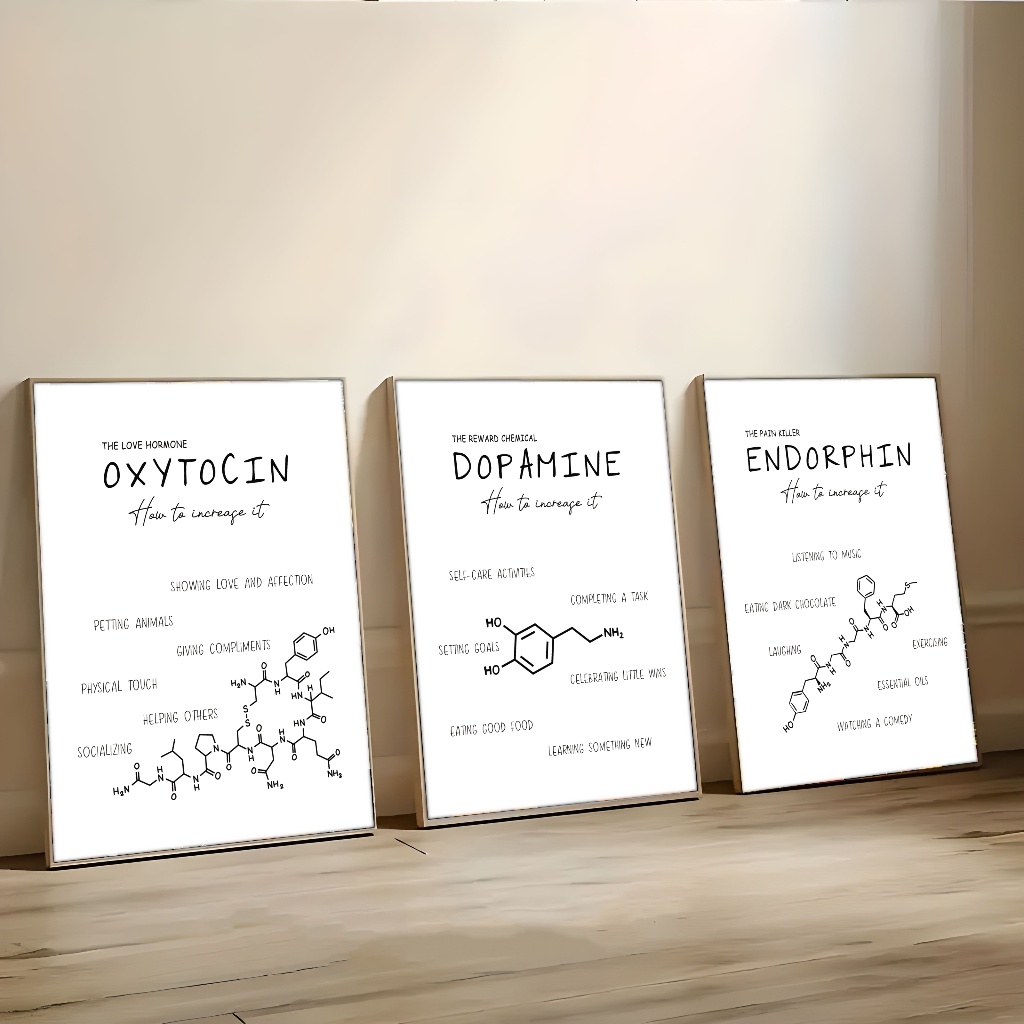 THE LOVE HORMONE
OXYTOCIN
How to increase it
SHOWING LOVE AND AFFECTION
PETTING ANIMALS
GIVING COMPLIMENTS
PHYSICAL TOUCH
HELPING OTHERS
SOCIALIZING
OH
O
O
H₂N
N
H
HN
H
S
S
O
O
HN
O
N
H
N
H
O
N
O
N
H
O
NH₂
O
NH₂
O
H₂N
H
N
O
N
H
O
THE REWARD CHEMICAL
DOPAMINE
How to increase it
SELF-CARE ACTIVITIES
COMPLETING A TASK
HO
NH₂
SETTING GOALS
HO
CELEBRATING LITTLE WINS
EATING GOOD FOOD
LEARNING SOMETHING NEW
THE PAIN KILLER
ENDORPHIN
How to increase it
LISTENING TO MUSIC
EATING DARK CHOCOLATE
S
OH
O
H
N
O
N
H
O
H
N
O
N
H
O
NH₂
HO
LAUGHING
EXERCISING
ESSENTIAL OILS
WATCHING A COMEDY